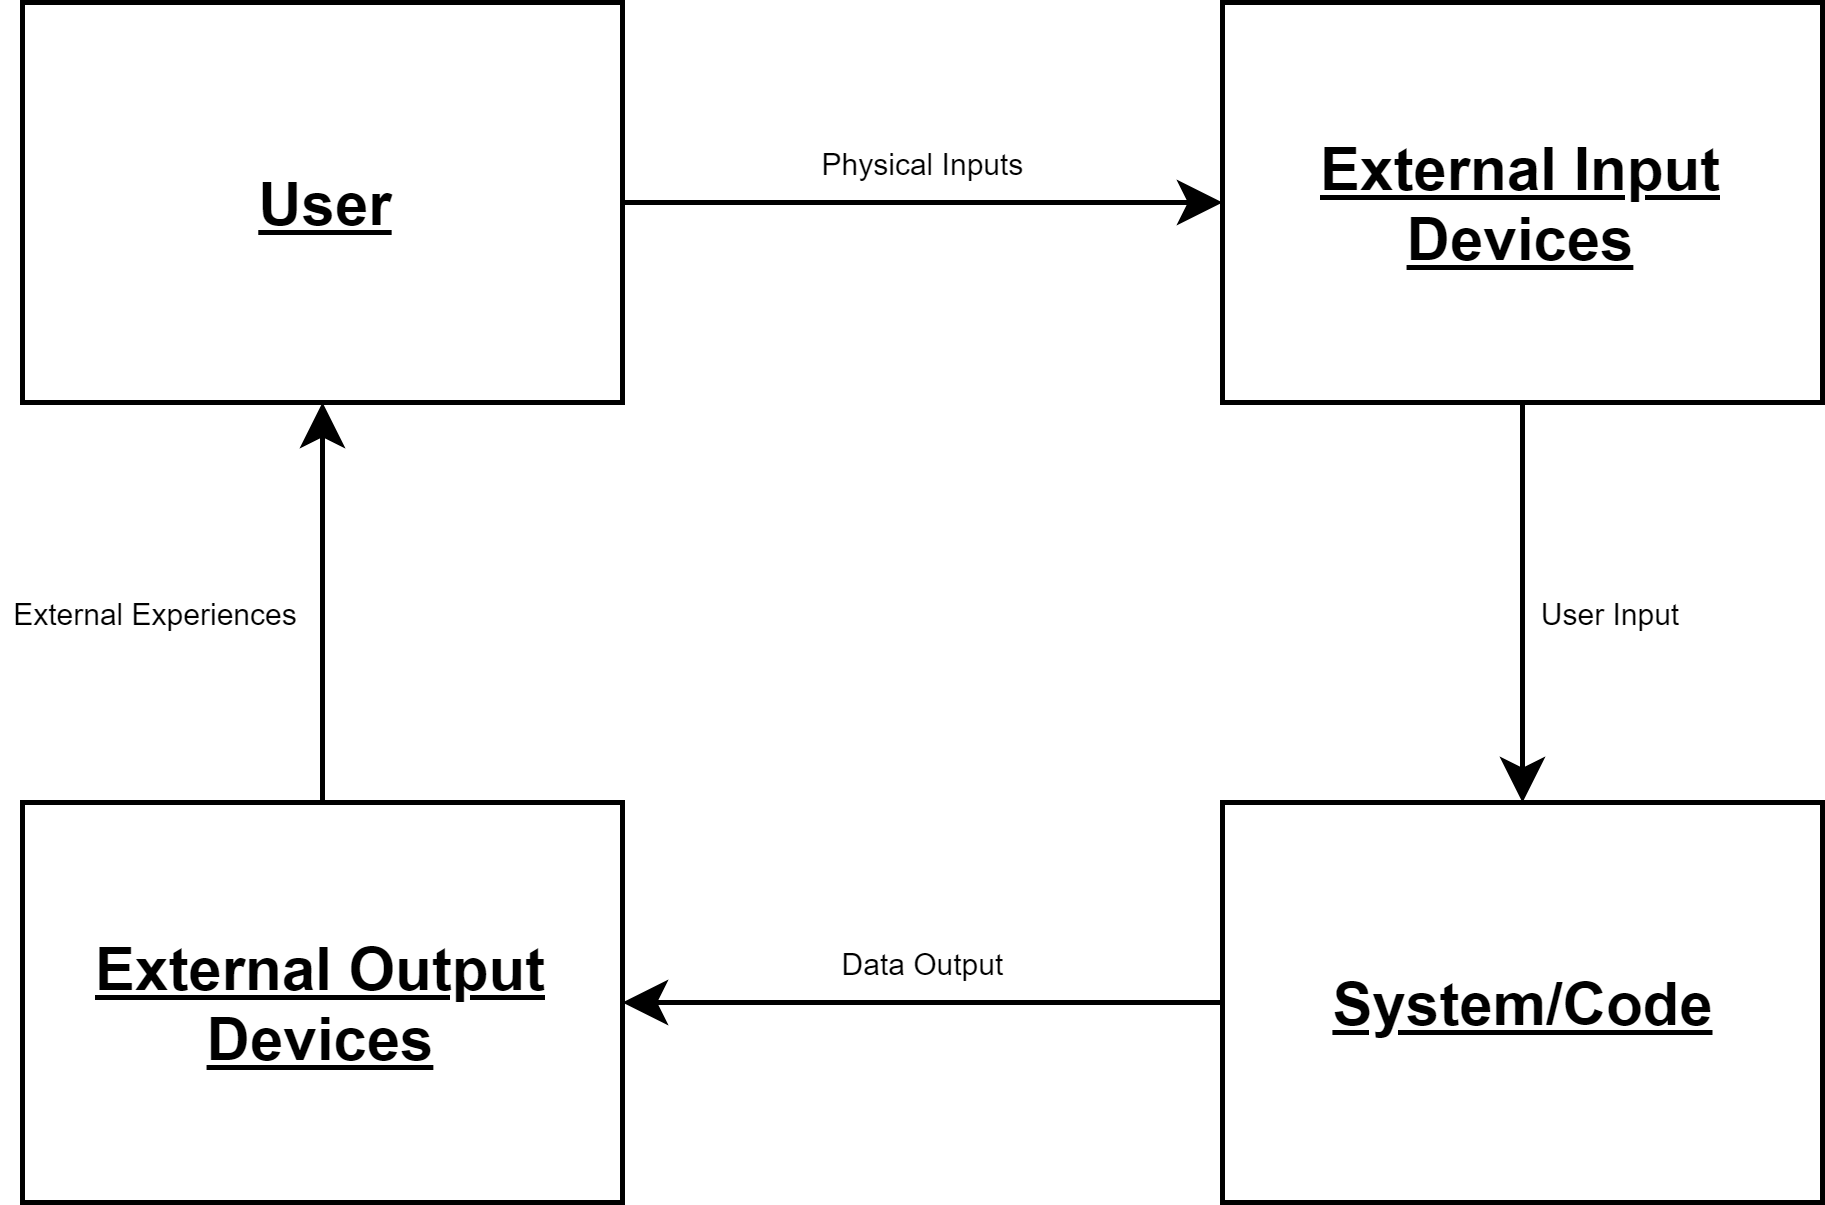 User
Physical Inputs
External Input
Devices
External Experiences
User Input
External Output
Devices
Data Output
System/Code